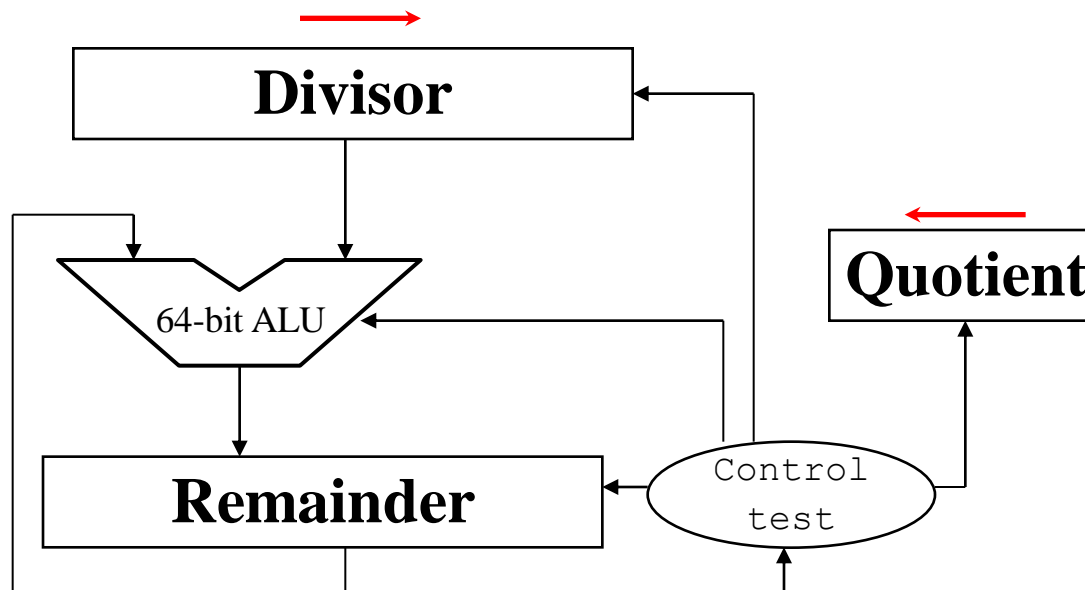 Divisor
Quotient
64-bit ALU
Control
test
Remainder